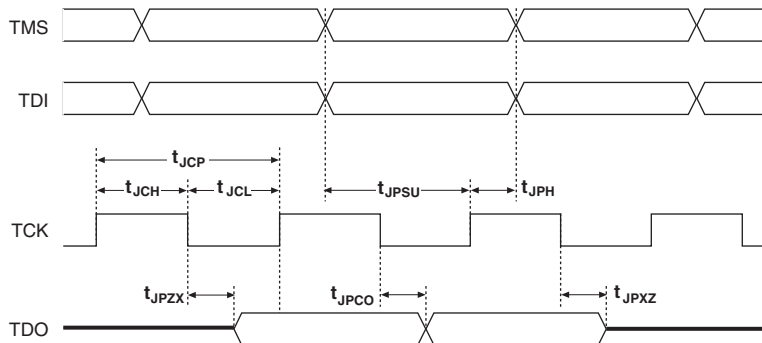 TMS
TDI
tJCP
tJCH tJCL tJPSU tJPH
TCK
tJPZX tJPCO tJPXZ
TDO